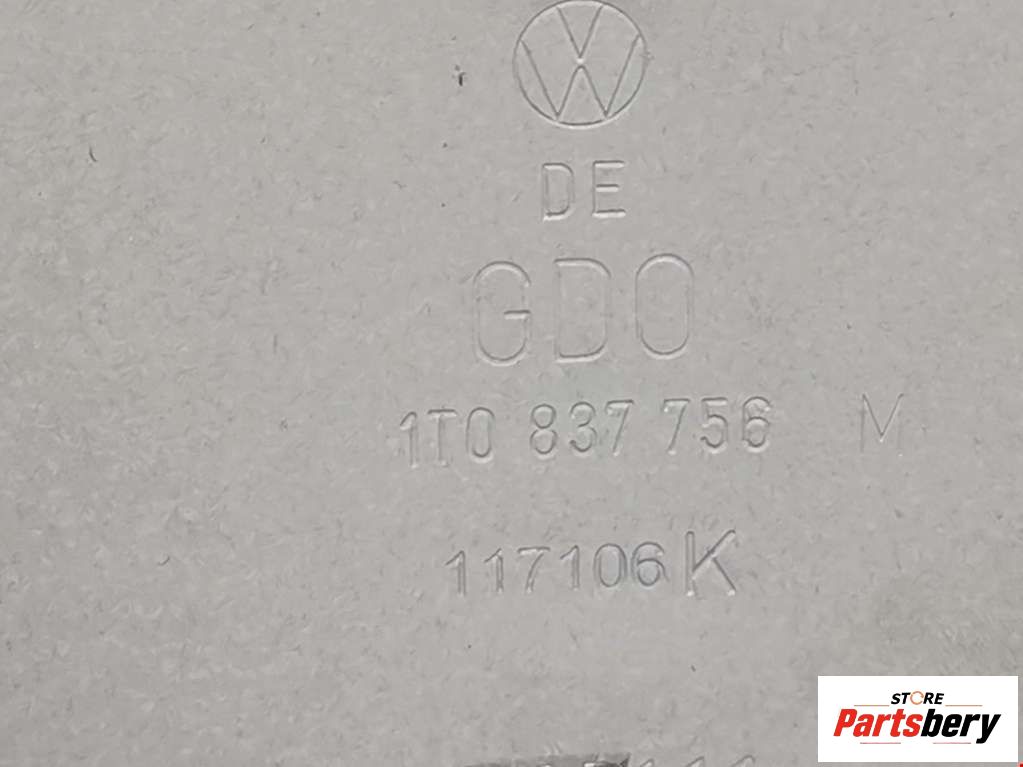 DE
GDO
1T0 837 756 M
117106K
STORE
Partsbery